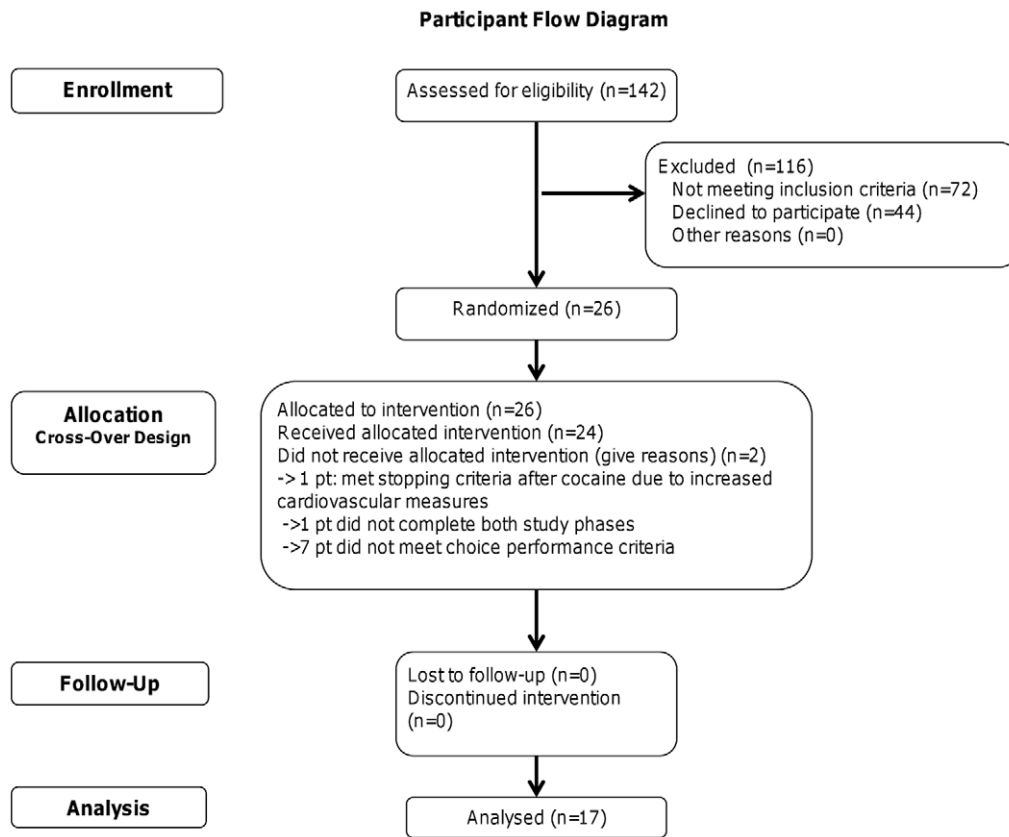 Participant Flow Diagram
Enrollment
Assessed for eligibility (n=142)
Excluded (n=116)
Not meeting inclusion criteria (n=72)
Declined to participate (n=44)
Other reasons (n=0)
Randomized (n=26)
Allocation
Cross-Over Design
Allocated to intervention (n=26)
Received allocated intervention (n=24)
Did not receive allocated intervention (give reasons) (n=2)
-> 1 pt: met stopping criteria after cocaine due to increased
cardiovascular measures
->1 pt did not complete both study phases
->7 pt did not meet choice performance criteria
Follow-Up
Lost to follow-up (n=0)
Discontinued intervention
(n=0)
Analysis
Analysed (n=17)